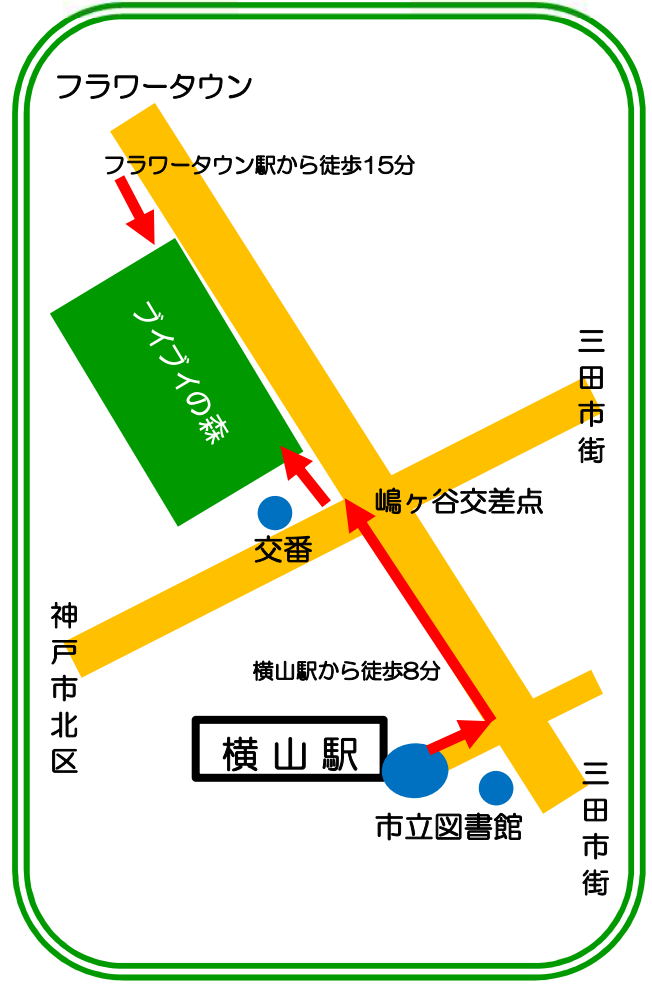 フラワータウン
フラワータウン駅から徒歩15分
ブイブイの森
三田市街
嶋ヶ谷交差点
交番
神戸市北区
横山駅から徒歩8分
横山駅
三田市街
市立図書館